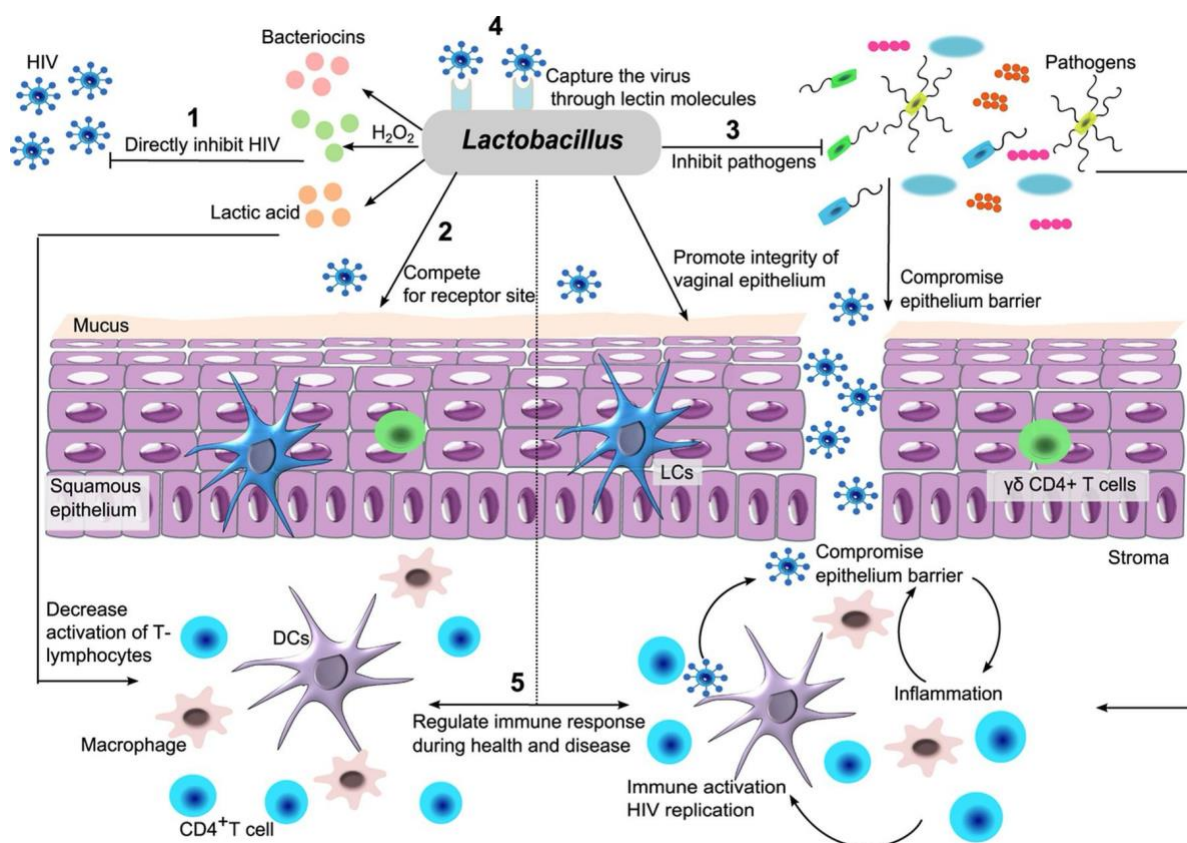 HIV
1
Directly inhibit HIV
Bacteriocins
H₂O₂
Lactic acid
4
Capture the virus
through lectin molecules
Lactobacillus
3
Inhibit pathogens
Pathogens
2
Compete
for receptor site
Promote integrity of
vaginal epithelium
Compromise
epithelium barrier
Mucus
Squamous
epithelium
LCs
γδ CD4+ T cells
Stroma
Decrease
activation of T-
lymphocytes
DCs
Macrophage
CD4⁺T cell
5
Regulate immune response
during health and disease
Compromise
epithelium barrier
Inflammation
Immune activation
HIV replication